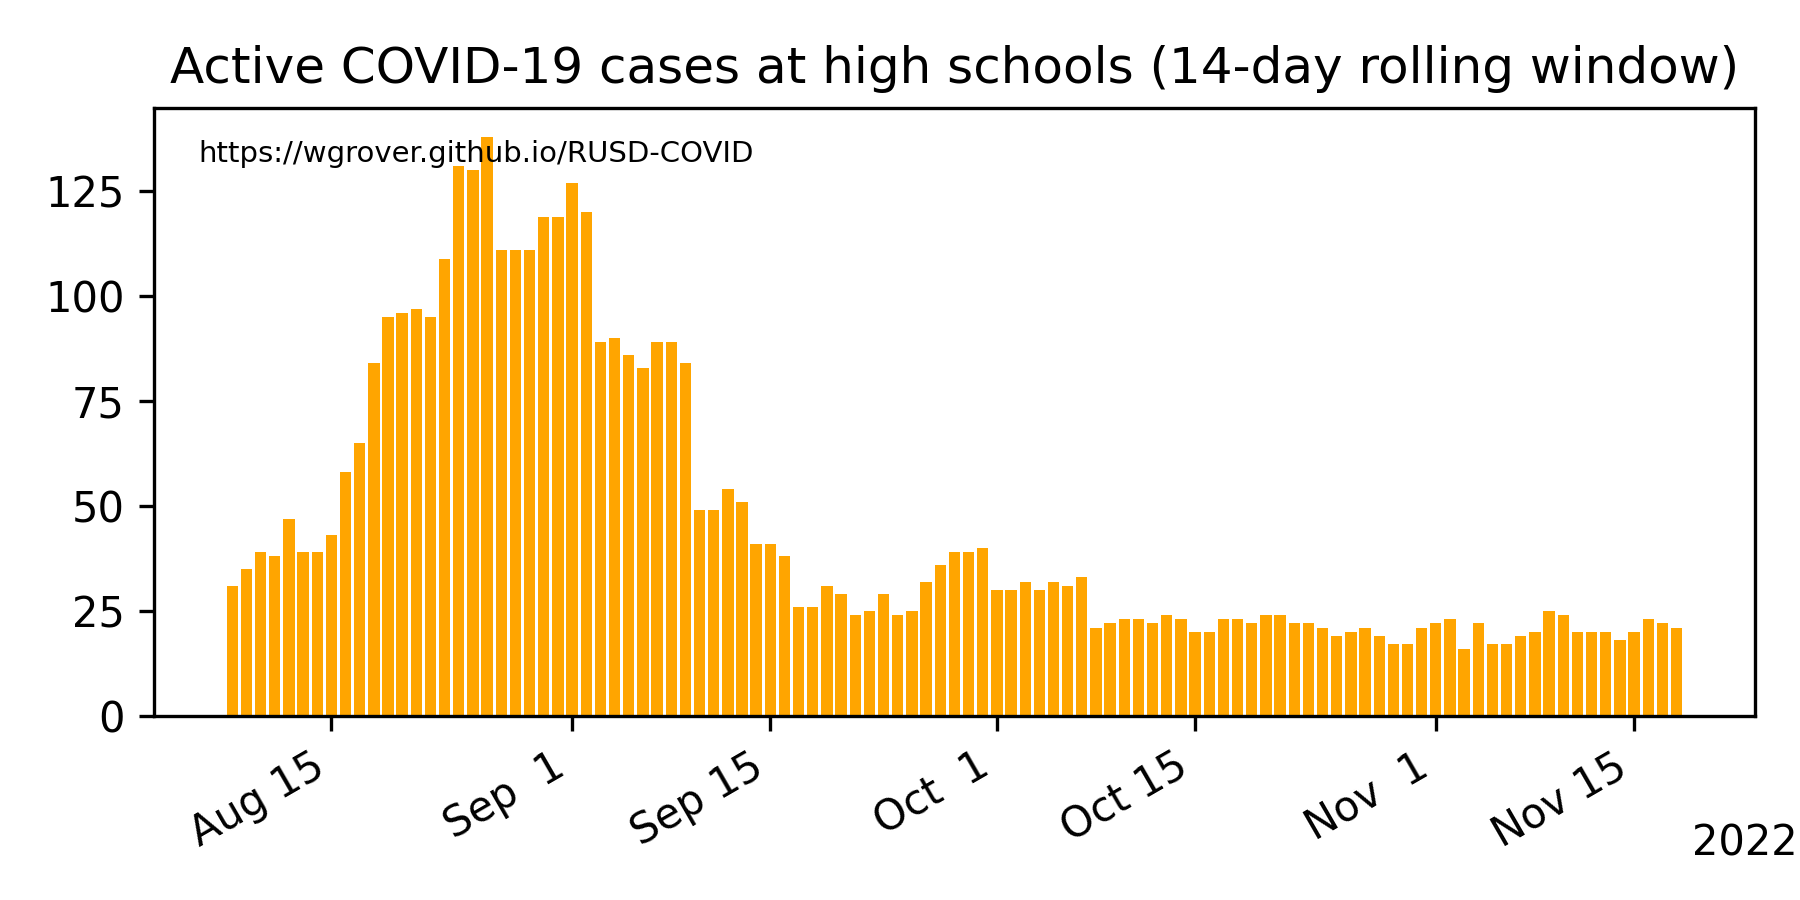 Active COVID-19 cases at high schools (14-day rolling window)
https://wgrover.github.io/RUSD-COVID
125
100
75
50
25
0
Aug 15
Sep 1
Sep 15
Oct 1
Oct 15
Nov 1
Nov 15
2022